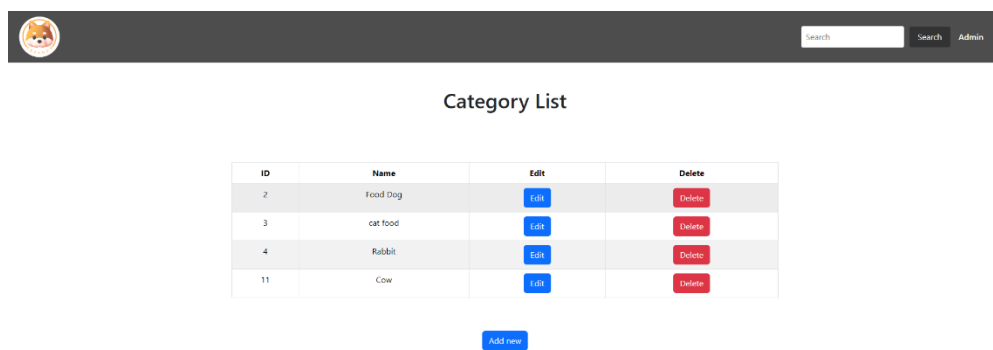 Search Search Admin
Category List
ID Name Edit Delete
2 Food Dog Edit Delete
3 cat food Edit Delete
4 Rabbit Edit Delete
11 Cow Edit Delete
Add new